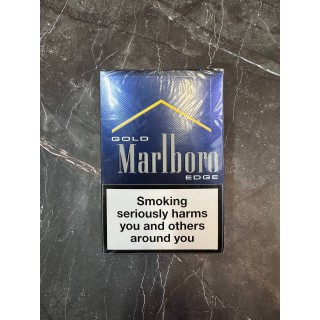 GOLD
Marlboro
EDGE
Smoking
seriously harms
you and others
around you